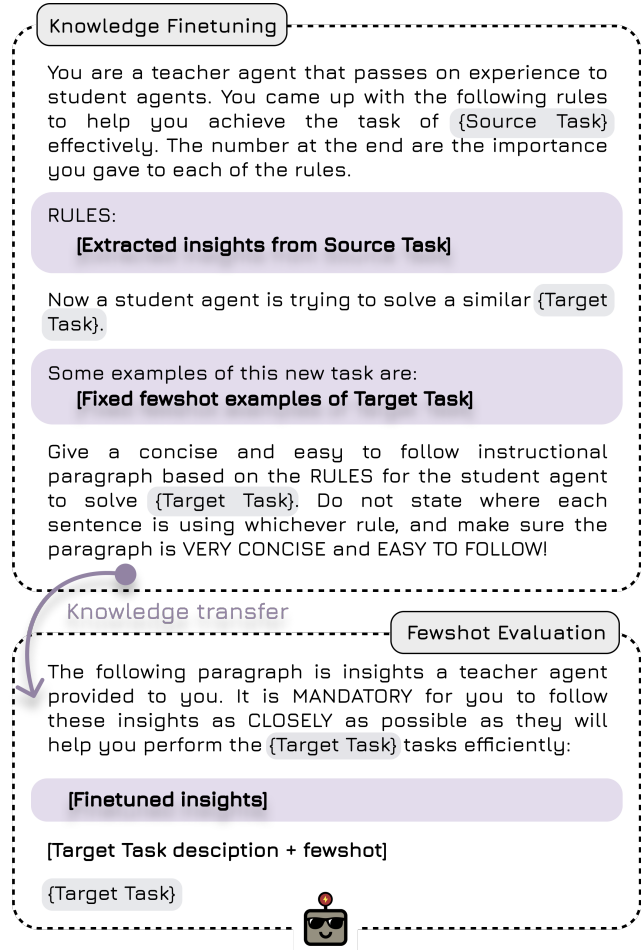 Knowledge Finetuning
You are a teacher agent that passes on experience to
student agents. You came up with the following rules
to help you achieve the task of {Source Task}
effectively. The number at the end are the importance
you gave to each of the rules.
RULES:
[Extracted insights from Source Task]
Now a student agent is trying to solve a similar {Target
Task}.
Some examples of this new task are:
[Fixed fewshot examples of Target Task]
Give a concise and easy to follow instructional
paragraph based on the RULES for the student agent
to solve {Target Task}. Do not state where each
sentence is using whichever rule, and make sure the
paragraph is VERY CONCISE and EASY TO FOLLOW!
Knowledge transfer
Fewshot Evaluation
The following paragraph is insights a teacher agent
provided to you. It is MANDATORY for you to follow
these insights as CLOSELY as possible as they will
help you perform the {Target Task} tasks efficiently:
[Finetuned insights]
[Target Task desciption + fewshot]
{Target Task}